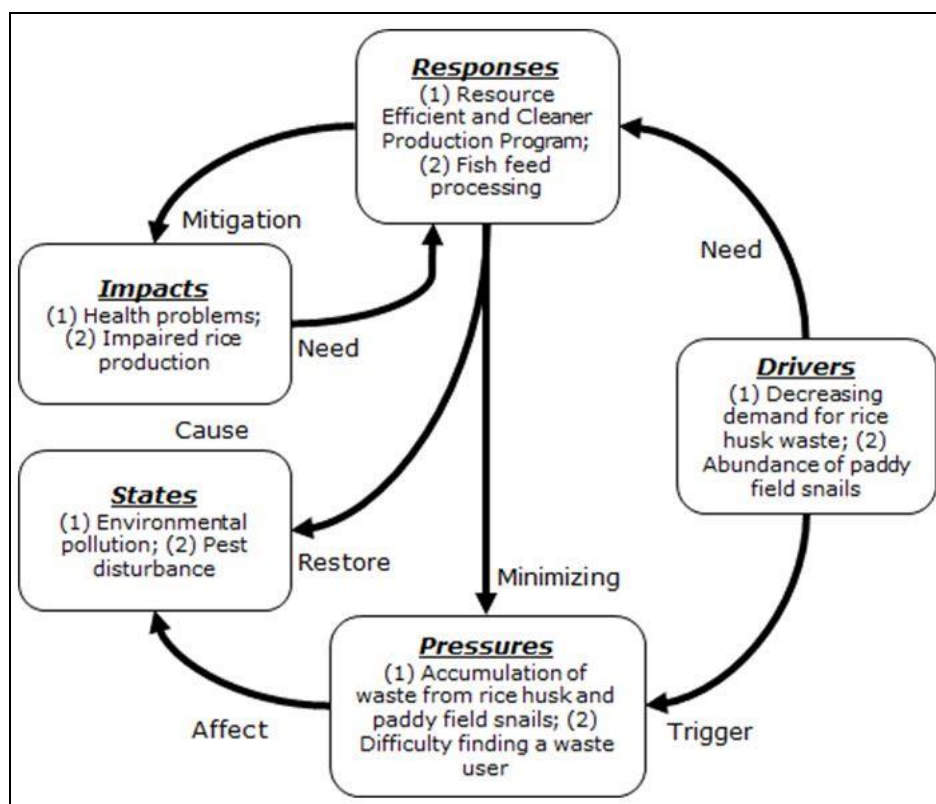 Responses
(1) Resource
Efficient and Cleaner
Production Program;
(2) Fish feed
processing
Mitigation
Need
Impacts
(1) Health problems;
(2) Impaired rice
production
Need
Drivers
(1) Decreasing
demand for rice
husk waste; (2)
Abundance of paddy
field snails
Cause
States
(1) Environmental
pollution; (2) Pest
disturbance
Restore
Minimizing
Pressures
(1) Accumulation of
waste from rice husk and
paddy field snails; (2)
Difficulty finding a waste
user
Affect
Trigger